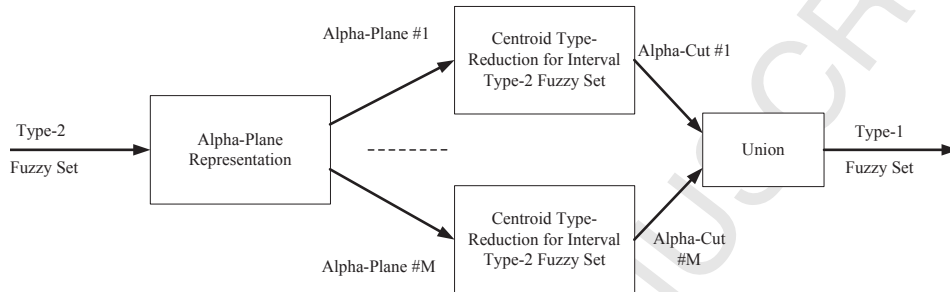 Alpha-Plane #1
Centroid Type-
Reduction for Interval
Type-2 Fuzzy Set
Alpha-Cut #1
Type-2
Fuzzy Set
Alpha-Plane
Representation
Union
Type-1
Fuzzy Set
Alpha-Plane #M
Centroid Type-
Reduction for Interval
Type-2 Fuzzy Set
Alpha-Cut
#M
USCR